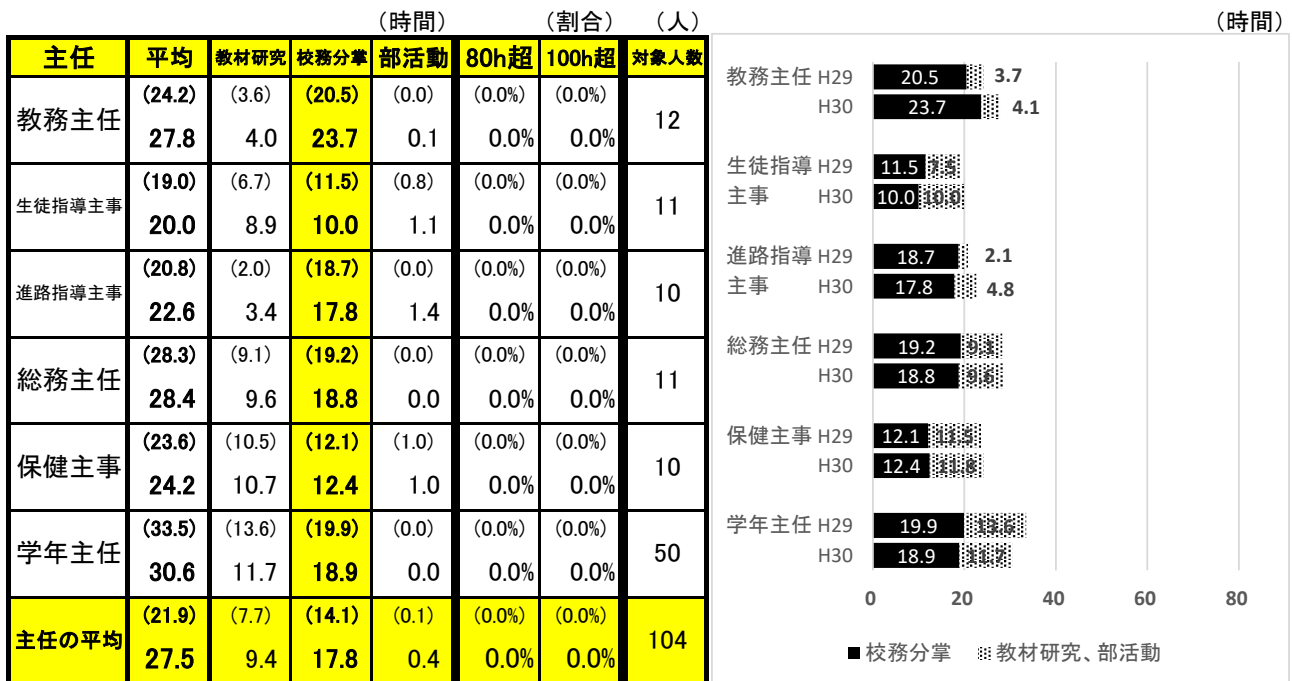 （時間） （割合） （人） （時間）
主任 平均 教材研究 校務分掌 部活動 80h超 100h超 対象人数
教務主任 (24.2) (3.6) (20.5) (0.0) (0.0%) (0.0%) 12
27.8 4.0 23.7 0.1 0.0% 0.0%
生徒指導主事 (19.0) (6.7) (11.5) (0.8) (0.0%) (0.0%) 11
20.0 8.9 10.0 1.1 0.0% 0.0%
進路指導主事 (20.8) (2.0) (18.7) (0.0) (0.0%) (0.0%) 10
22.6 3.4 17.8 1.4 0.0% 0.0%
総務主任 (28.3) (9.1) (19.2) (0.0) (0.0%) (0.0%) 11
28.4 9.6 18.8 0.0 0.0% 0.0%
保健主事 (23.6) (10.5) (12.1) (1.0) (0.0%) (0.0%) 10
24.2 10.7 12.4 1.0 0.0% 0.0%
学年主任 (33.5) (13.6) (19.9) (0.0) (0.0%) (0.0%) 50
30.6 11.7 18.9 0.0 0.0% 0.0%
主任の平均 (21.9) (7.7) (14.1) (0.1) (0.0%) (0.0%) 104
27.5 9.4 17.8 0.4 0.0% 0.0%
教務主任 H29 20.5 3.7
H30 23.7 4.1
生徒指導 H29 11.5 7.5
主事 H30 10.0 10.0
進路指導 H29 18.7 2.1
主事 H30 17.8 4.8
総務主任 H29 19.2 9.1
H30 18.8 9.6
保健主事 H29 12.1 11.5
H30 12.4 11.8
学年主任 H29 19.9 13.6
H30 18.9 11.7
0 20 40 60 80
校務分掌 教材研究、部活動